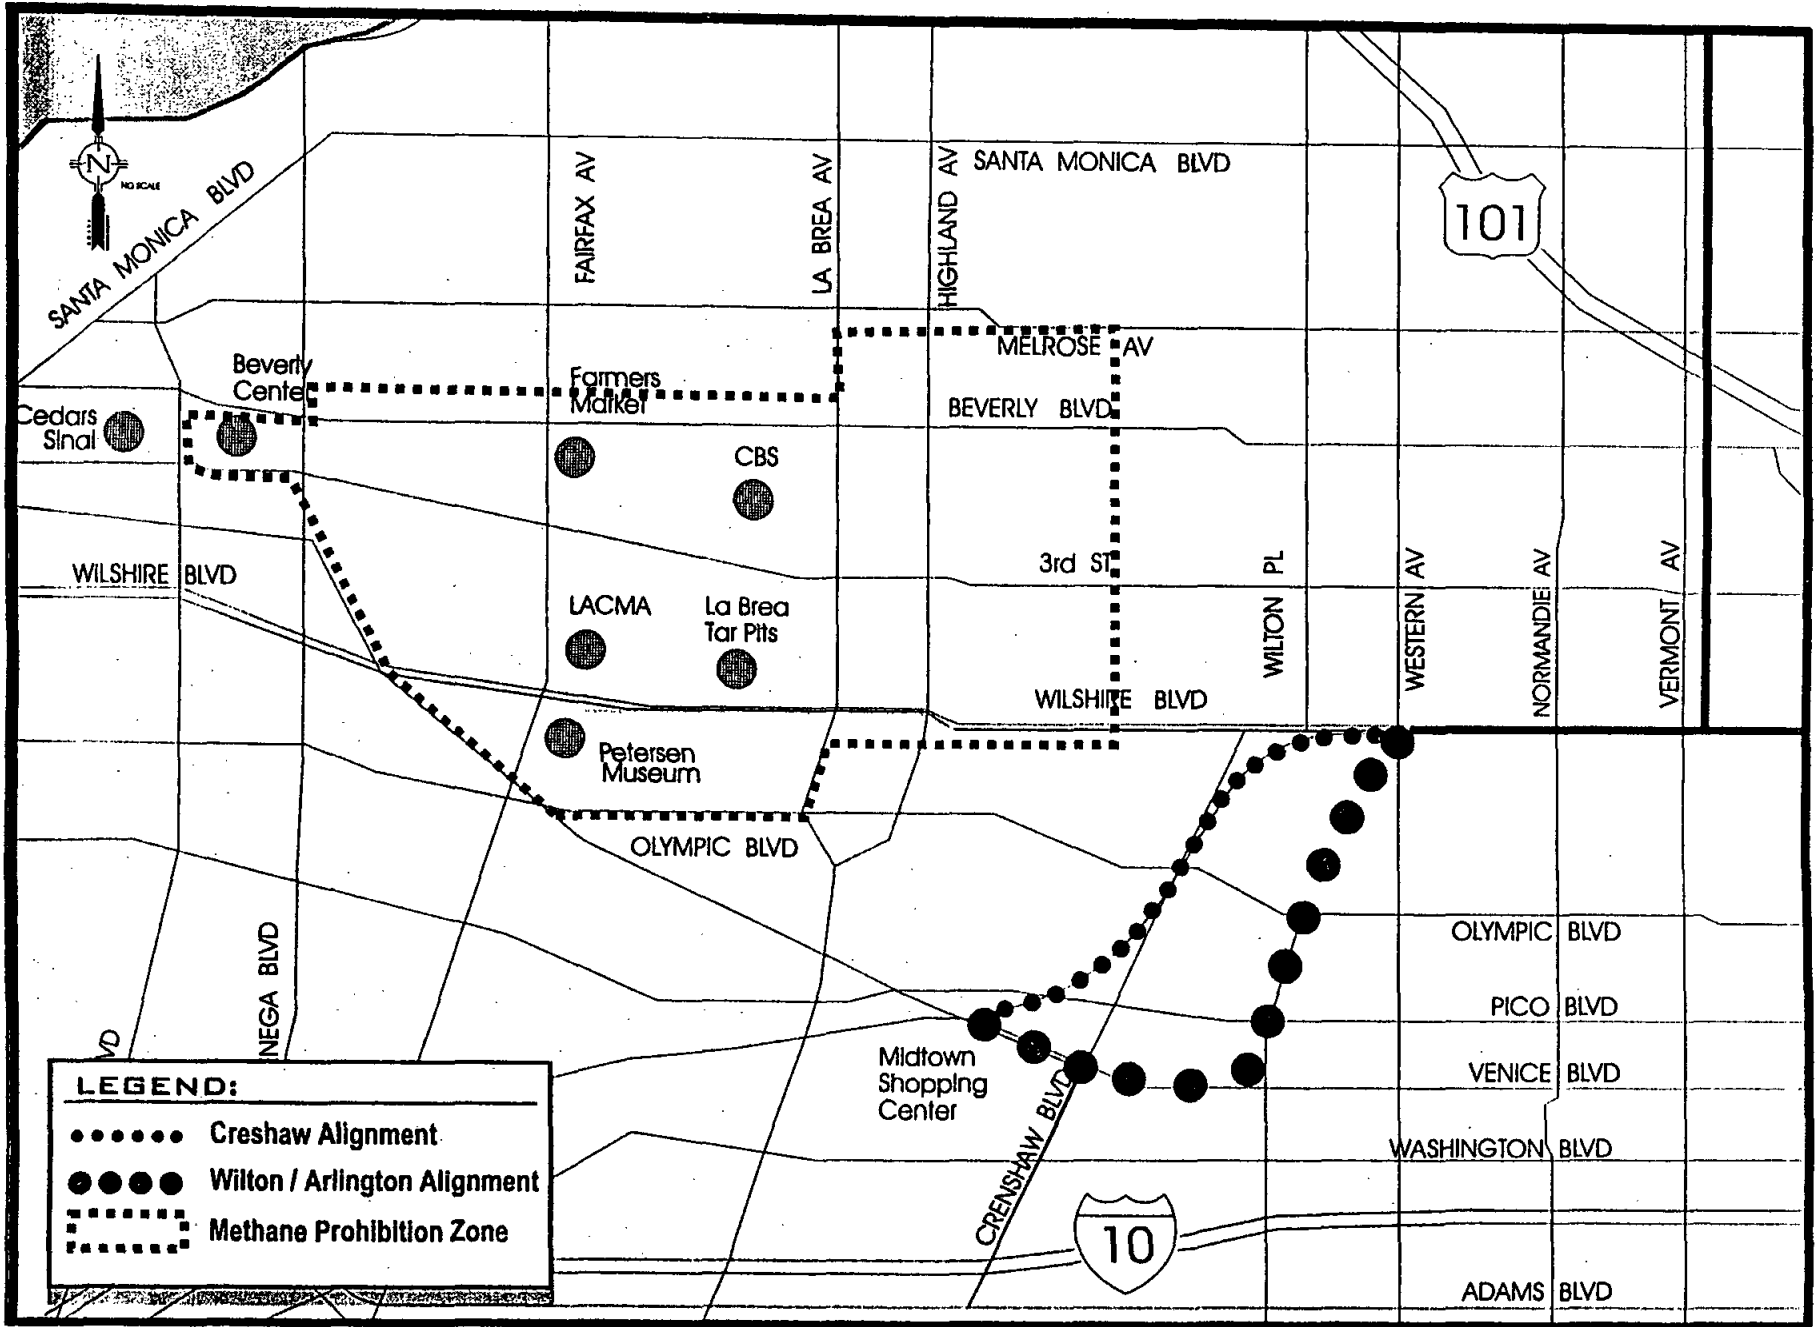 N
NO SCALE
SANTA MONICA BLVD
FAIRFAX AV
LA BREA AV
HIGHLAND AV
SANTA MONICA BLVD
101
MELROSE AV
Beverly
Center
Farmers
Market
BEVERLY BLVD
Cedars
Sinai
CBS
3rd ST
WILSHIRE BLVD
LACMA
La Brea
Tar Pits
WILTON PL
WESTERN AV
NORMANDIE AV
VERMONT AV
WILSHIRE BLVD
Petersen
Museum
OLYMPIC BLVD
OLYMPIC BLVD
NEGA BLVD
PICO BLVD
VD
Midtown
Shopping
Center
VENICE BLVD
CRENSHAW BLVD
WASHINGTON BLVD
10
ADAMS BLVD
LEGEND:
Creshaw Alignment
Wilton / Arlington Alignment
Methane Prohibition Zone